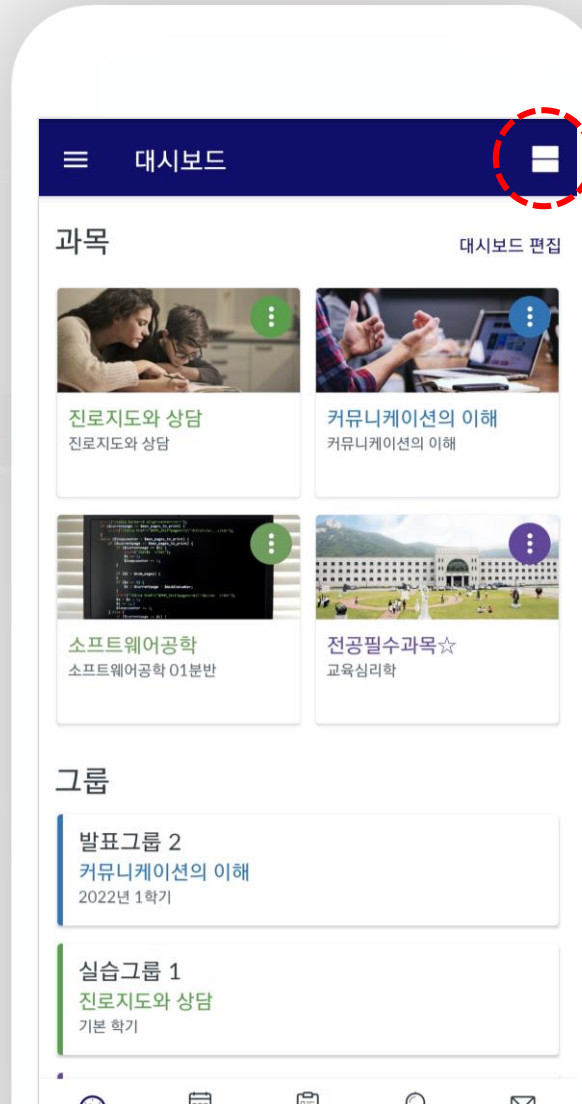 대시보드
과목
대시보드 편집
진로지도와 상담
진로지도와 상담
커뮤니케이션의 이해
커뮤니케이션의 이해
소프트웨어공학
소프트웨어공학 01분반
전공필수과목☆
교육심리학
그룹
발표그룹 2
커뮤니케이션의 이해
2022년 1학기
실습그룹 1
진로지도와 상담
기본 학기